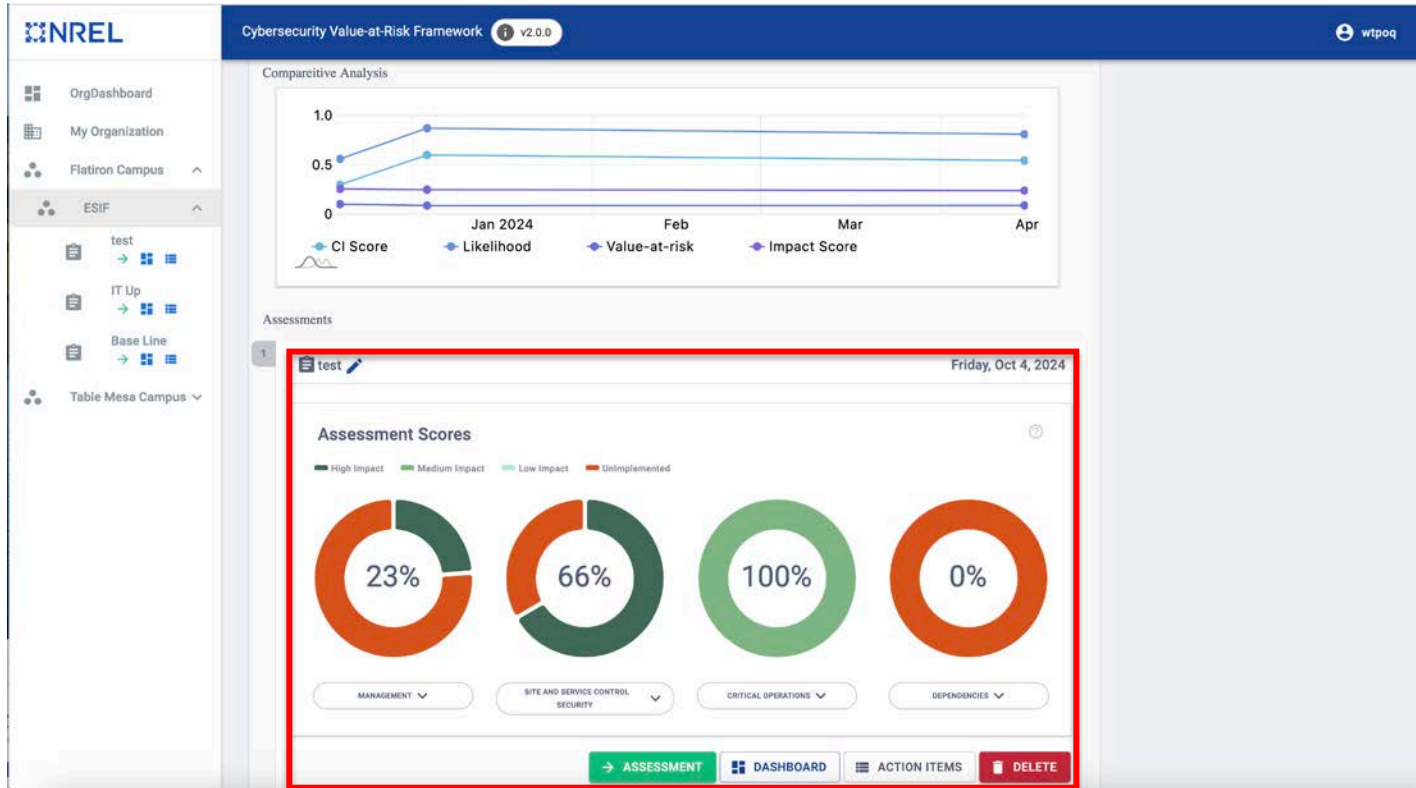 NREL
Cybersecurity Value-at-Risk Framework i v2.0.0
wtpoq
OrgDashboard
My Organization
Flatiron Campus
ESIF
test
IT Up
Base Line
Table Mesa Campus
Compareitive Analysis
1.0
0.5
0
Jan 2024 Feb Mar Apr
CI Score Likelihood Value-at-risk Impact Score
Assessments
1
test
Friday, Oct 4, 2024
Assessment Scores
?
High Impact Medium Impact Low Impact UnImplemented
23% 66% 100% 0%
MANAGEMENT
SITE AND SERVICE CONTROL
SECURITY
CRITICAL OPERATIONS
DEPENDENCIES
ASSESSMENT DASHBOARD ACTION ITEMS DELETE